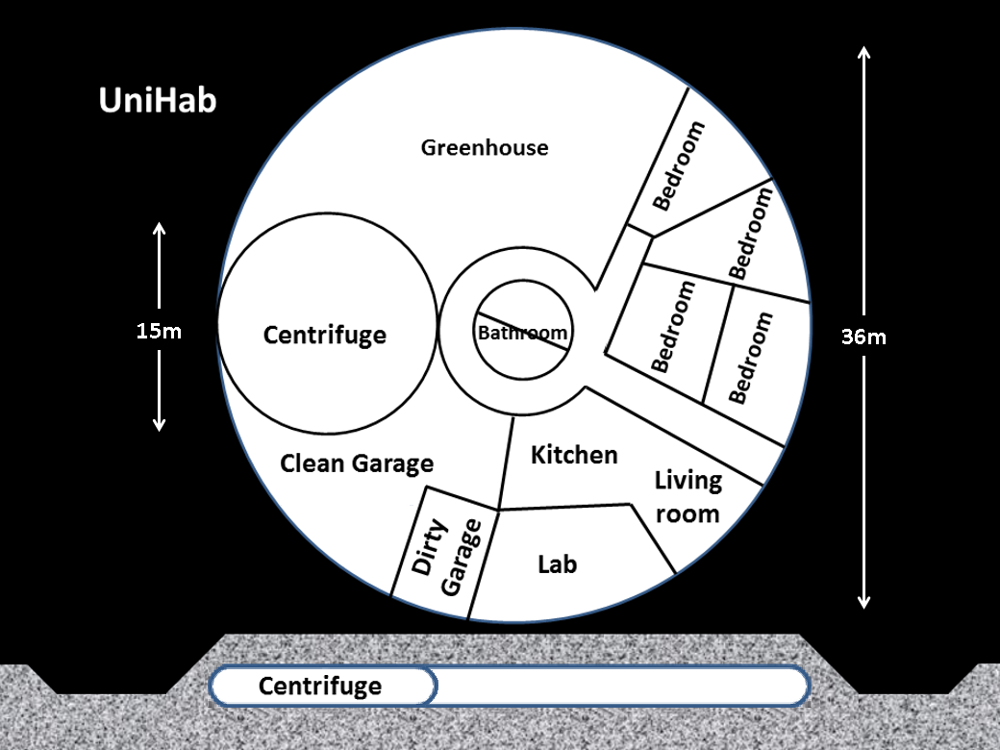 UniHab
Greenhouse
Bedroom
Bedroom
Bedroom
Bedroom
15m
Centrifuge
Bathroom
36m
Clean Garage
Kitchen
Living
room
Dirty
Garage
Lab
Centrifuge